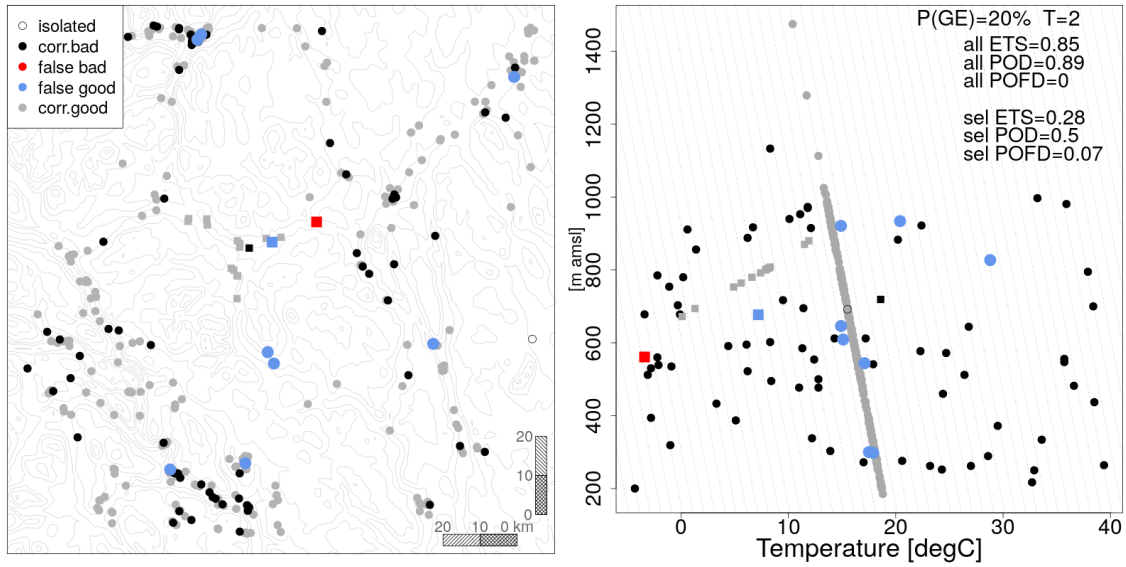 isolated
corr.bad
false bad
false good
corr.good
20
10
0
20 10 0 km
P(GE)=20% T=2
all ETS=0.85
all POD=0.89
all POFD=0
sel ETS=0.28
sel POD=0.5
sel POFD=0.07
[m amsl]
1400
1200
1000
800
600
400
200
0 10 20 30 40
Temperature [degC]